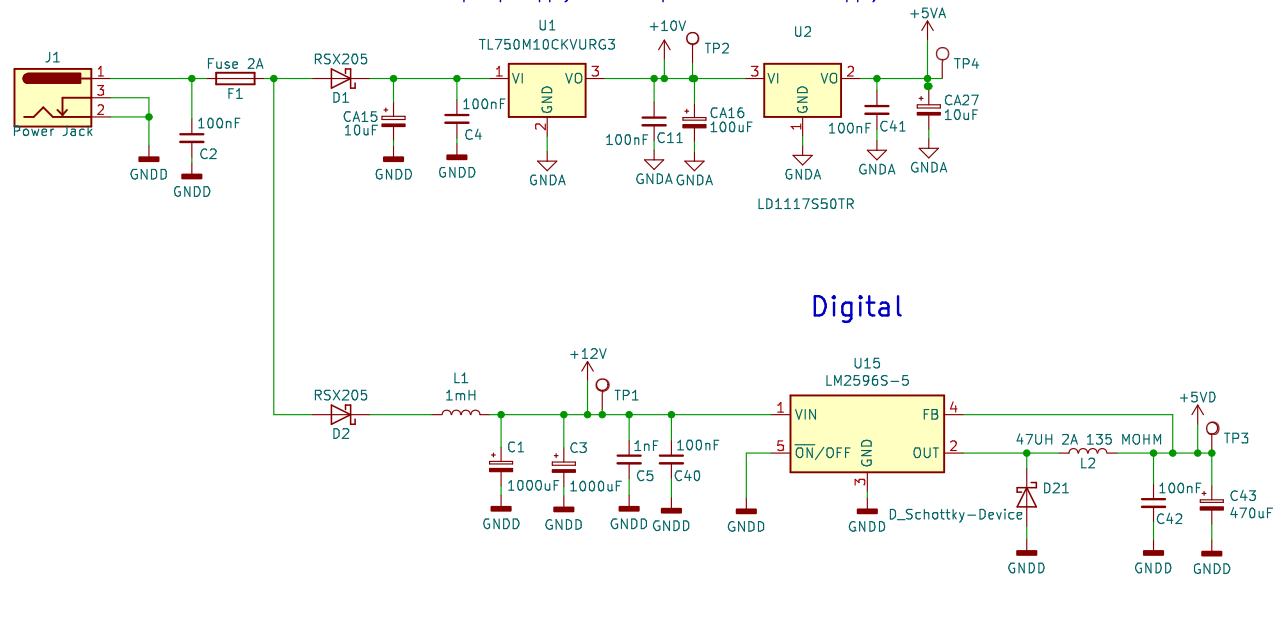 J1
Power Jack
1
3
2
GNDD
100nF
C2
GNDD
Fuse 2A
F1
RSX205
D1
CA15
10uF
GNDD
100nF
C4
GNDD
U1
TL750M10CKVURG3
1
VI
VO
3
GND
2
GNDA
+10V
TP2
100nF
C11
GNDA
CA16
100uF
GNDA
U2
3
VI
VO
2
GND
1
GNDA
LD1117S50TR
100nF
C41
GNDA
+5VA
TP4
CA27
10uF
GNDA
Digital
RSX205
D2
L1
1mH
C1
1000uF
GNDD
C3
1000uF
GNDD
+12V
TP1
1nF
C5
GNDD
100nF
C40
GNDD
U15
LM2596S-5
1
VIN
FB
4
5
ON/OFF
GND
OUT
2
3
GNDD
GNDD
47UH 2A 135 MOHM
L2
D21
D_Schottky-Device
GNDD
100nF
C42
GNDD
+5VD
TP3
C43
470uF
GNDD